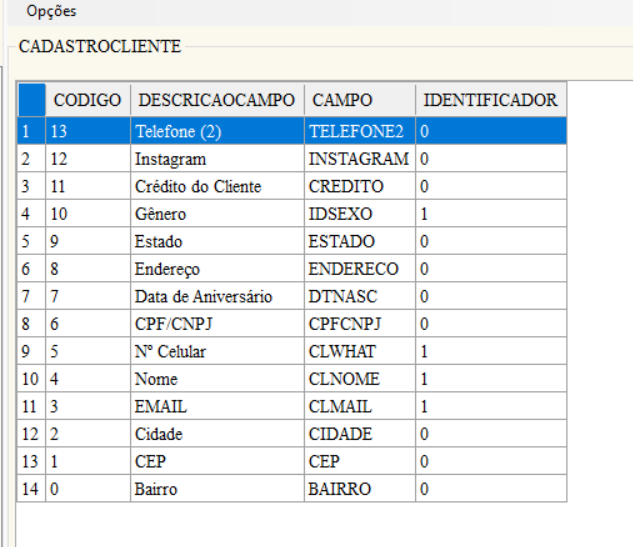 Opções
CADASTROCLIENTE
CODIGO DESCRICAOCAMPO CAMPO IDENTIFICADOR
1 13 Telefone (2) TELEFONE2 0
2 12 Instagram INSTAGRAM 0
3 11 Crédito do Cliente CREDITO 0
4 10 Gênero IDSEXO 1
5 9 Estado ESTADO 0
6 8 Endereço ENDERECO 0
7 7 Data de Aniversário DTNASC 0
8 6 CPF/CNPJ CPFCNPJ 0
9 5 Nº Celular CLWHAT 1
10 4 Nome CLNOME 1
11 3 EMAIL CLMAIL 1
12 2 Cidade CIDADE 0
13 1 CEP CEP 0
14 0 Bairro BAIRRO 0